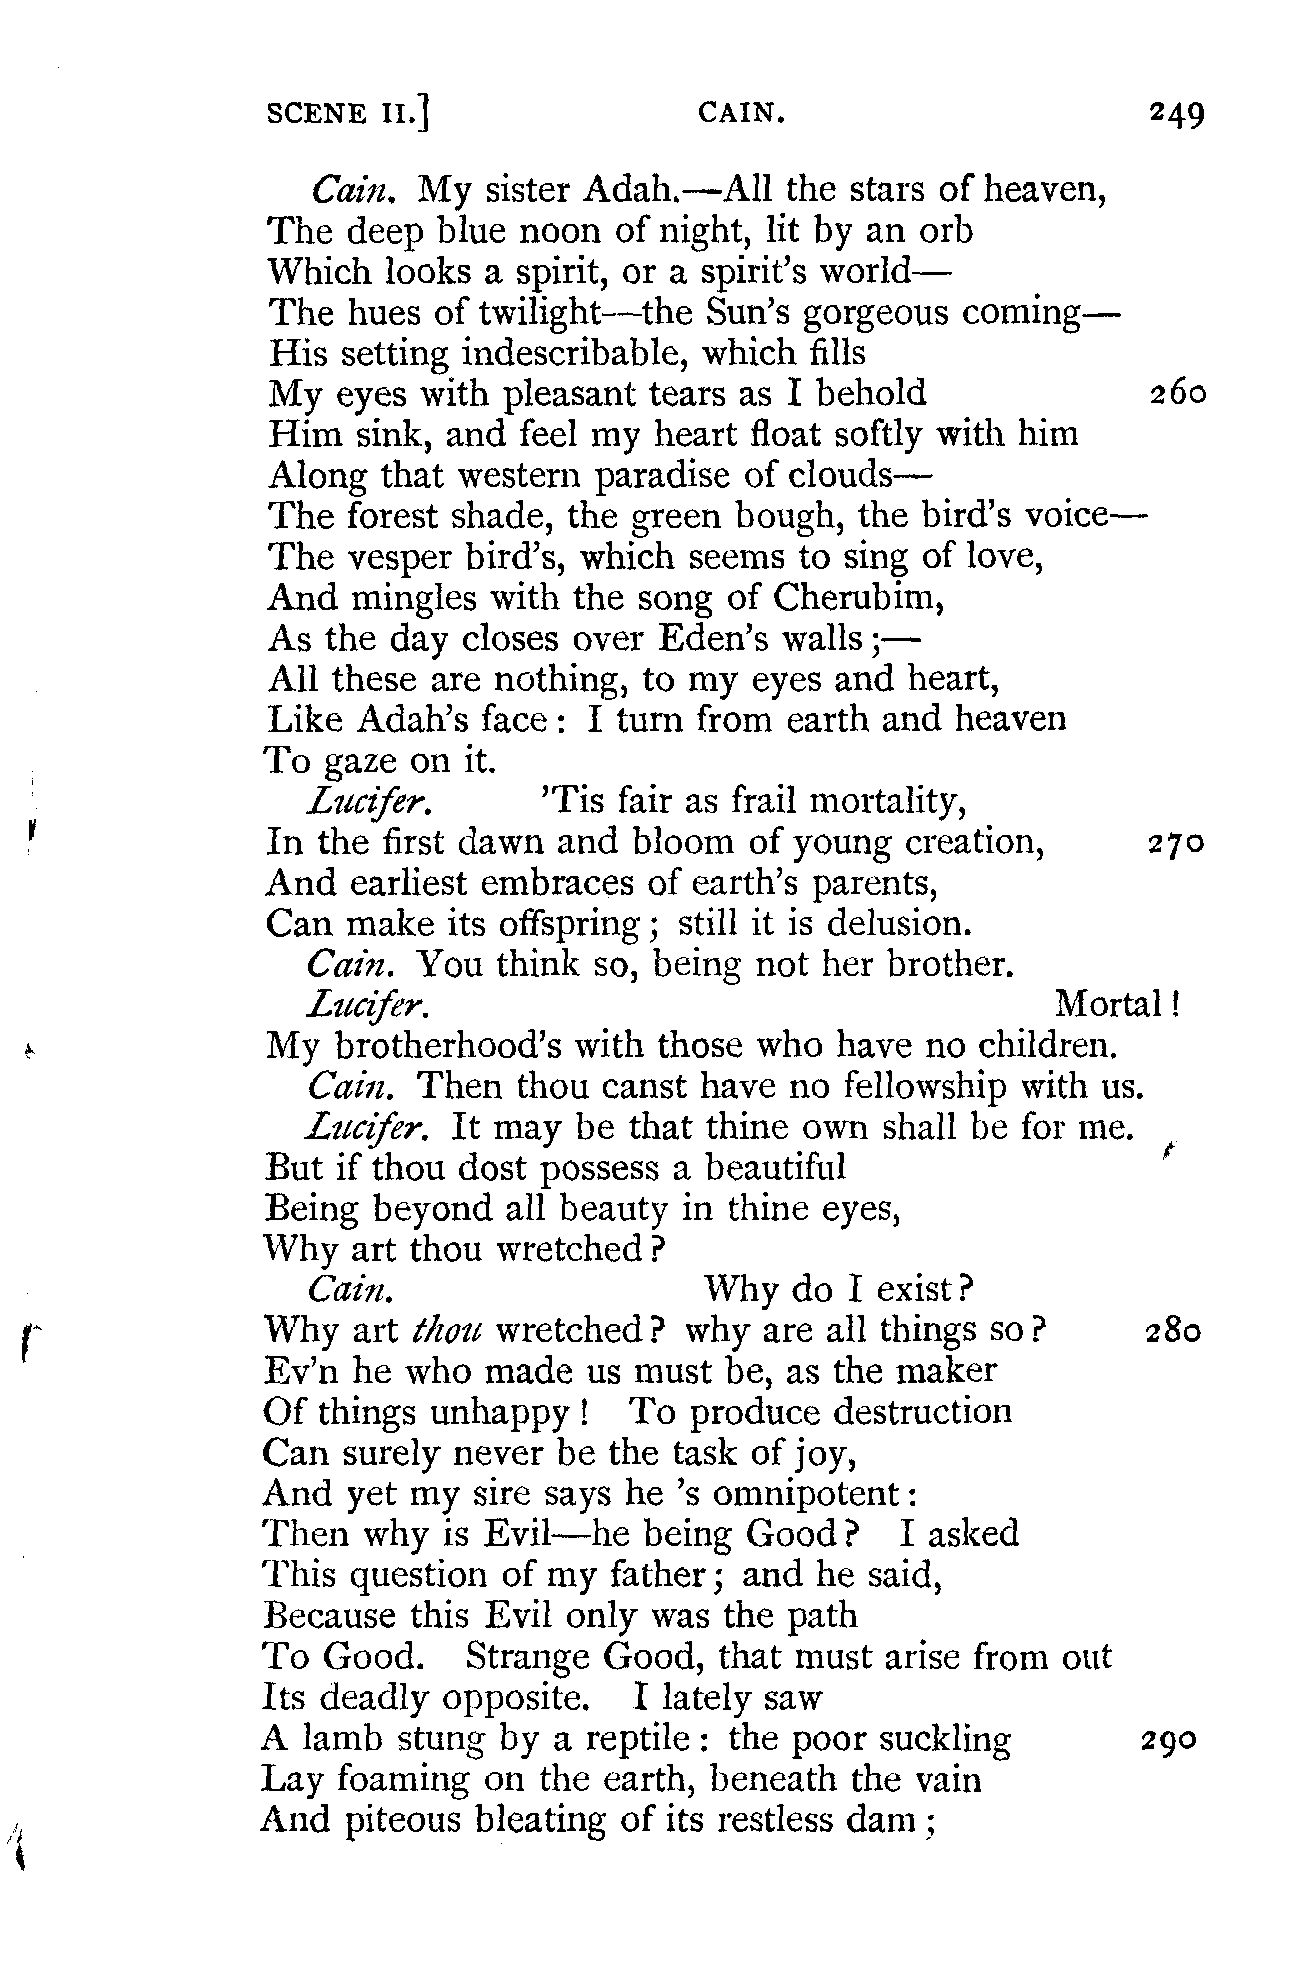 SCENE II.] CAIN. 249
Cain. My sister Adah.—All the stars of heaven,
The deep blue noon of night, lit by an orb
Which looks a spirit, or a spirit's world—
The hues of twilight—the Sun's gorgeous coming—
His setting indescribable, which fills
My eyes with pleasant tears as I behold 260
Him sink, and feel my heart float softly with him
Along that western paradise of clouds—
The forest shade, the green bough, the bird's voice—
The vesper bird's, which seems to sing of love,
And mingles with the song of Cherubim,
As the day closes over Eden's walls;—
All these are nothing, to my eyes and heart,
Like Adah's face: I turn from earth and heaven
To gaze on it.
Lucifer. 'Tis fair as frail mortality,
In the first dawn and bloom of young creation, 270
And earliest embraces of earth's parents,
Can make its offspring; still it is delusion.
Cain. You think so, being not her brother.
Lucifer. Mortal!
My brotherhood's with those who have no children.
Cain. Then thou canst have no fellowship with us.
Lucifer. It may be that thine own shall be for me.
But if thou dost possess a beautiful
Being beyond all beauty in thine eyes,
Why art thou wretched?
Cain. Why do I exist?
Why art thou wretched? why are all things so? 280
Ev'n he who made us must be, as the maker
Of things unhappy! To produce destruction
Can surely never be the task of joy,
And yet my sire says he 's omnipotent:
Then why is Evil—he being Good? I asked
This question of my father; and he said,
Because this Evil only was the path
To Good. Strange Good, that must arise from out
Its deadly opposite. I lately saw
A lamb stung by a reptile: the poor suckling 290
Lay foaming on the earth, beneath the vain
And piteous bleating of its restless dam;